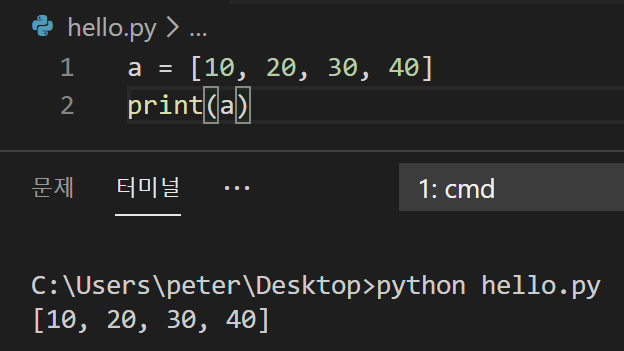 hello.py > ...
1 a = [10, 20, 30, 40]
2 print(a)
문제 터미널 ... 1: cmd
C:\Users\peter\Desktop>python hello.py
[10, 20, 30, 40]